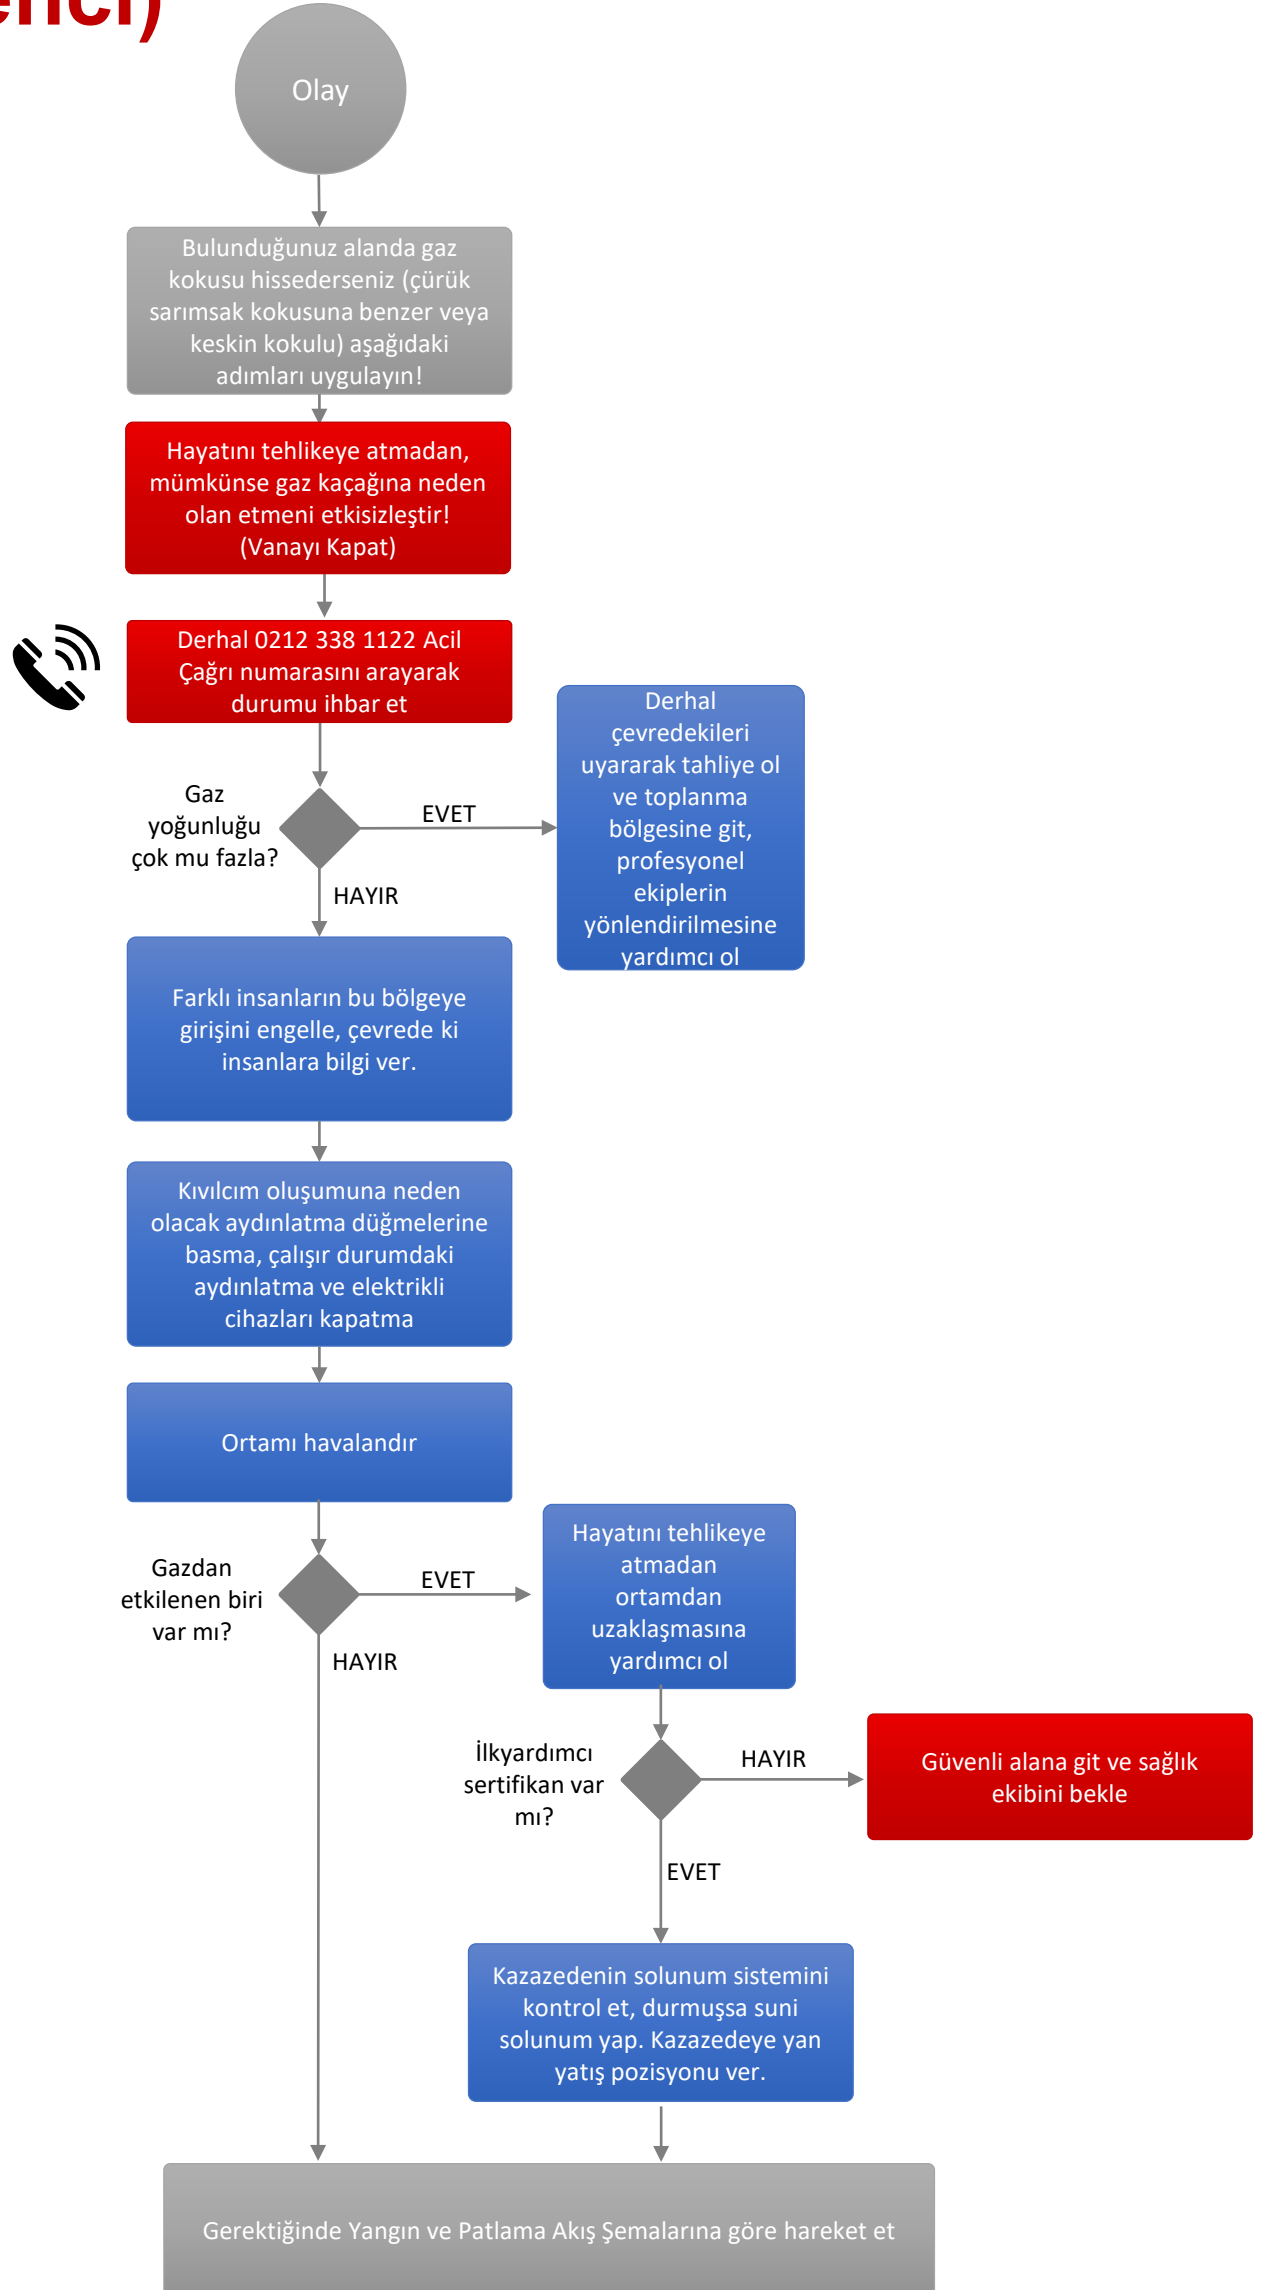 Olay
Bulunduğunuz alanda gaz
kokusu hissederseniz (çürük
sarımsak kokusuna benzer veya
keskin kokulu) aşağıdaki
adımları uygulayın!
Hayatını tehlikeye atmadan,
mümkünse gaz kaçağına neden
olan etmeni etkisizleştir!
(Vanayı Kapat)
Derhal 0212 338 1122 Acil
Çağrı numarasını arayarak
durumu ihbar et
Gaz
yoğunluğu
çok mu fazla?
EVET
Derhal
çevredekileri
uyararak tahliye ol
ve toplanma
bölgesine git,
profesyonel
ekiplerin
yönlendirilmesine
yardımcı ol
HAYIR
Farklı insanların bu bölgeye
girişini engelle, çevrede ki
insanlara bilgi ver.
Kıvılcım oluşumuna neden
olacak aydınlatma düğmelerine
basma, çalışır durumdaki
aydınlatma ve elektrikli
cihazları kapatma
Ortamı havalandır
Gazdan
etkilenen biri
var mı?
EVET
Hayatını tehlikeye
atmadan
ortamdan
uzaklaşmasına
yardımcı ol
HAYIR
İlkyardımcı
sertifikan var
mı?
HAYIR
Güvenli alana git ve sağlık
ekibini bekle
EVET
Kazazedenin solunum sistemini
kontrol et, durmuşsa suni
solunum yap. Kazazedeye yan
yatış pozisyonu ver.
Gerektiğinde Yangın ve Patlama Akış Şemalarına göre hareket et